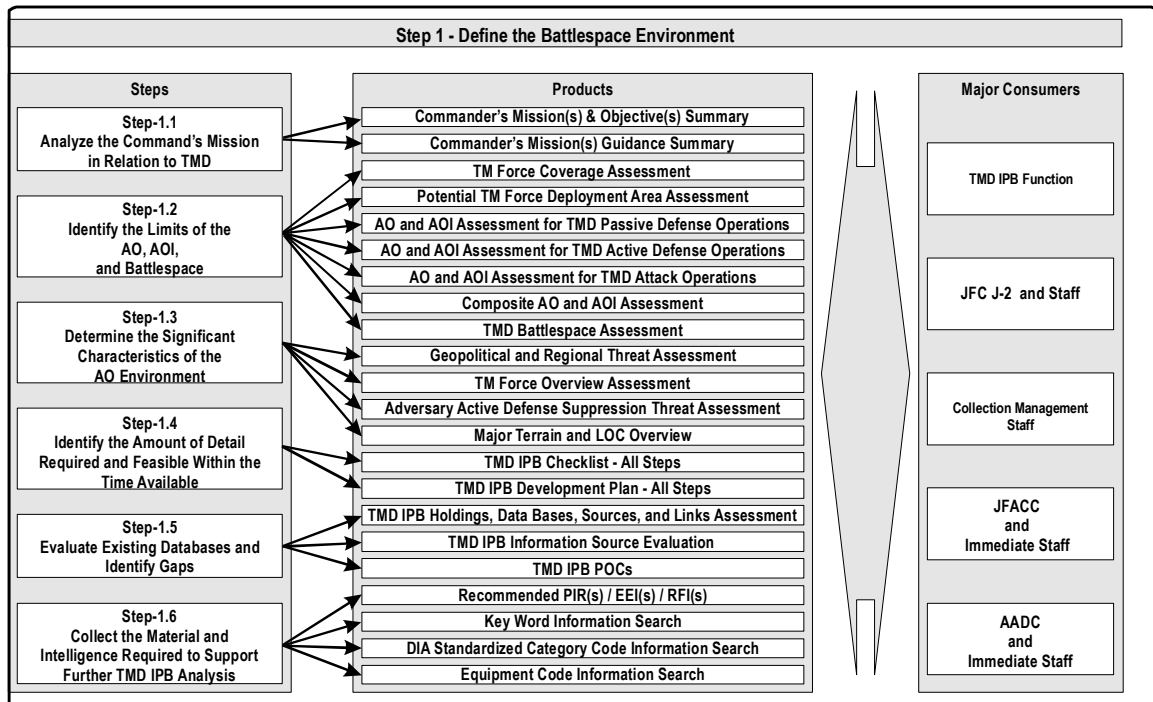 Step 1 - Define the Battlespace Environment
Steps
Step-1.1
Analyze the Command's Mission
in Relation to TMD
Step-1.2
Identify the Limits of the
AO, AOI,
and Battlespace
Step-1.3
Determine the Significant
Characteristics of the
AO Environment
Step-1.4
Identify the Amount of Detail
Required and Feasible Within the
Time Available
Step-1.5
Evaluate Existing Databases and
Identify Gaps
Step-1.6
Collect the Material and
Intelligence Required to Support
Further TMD IPB Analysis
Products
Commander's Mission(s) & Objective(s) Summary
Commander's Mission(s) Guidance Summary
TM Force Coverage Assessment
Potential TM Force Deployment Area Assessment
AO and AOI Assessment for TMD Passive Defense Operations
AO and AOI Assessment for TMD Active Defense Operations
AO and AOI Assessment for TMD Attack Operations
Composite AO and AOI Assessment
TMD Battlespace Assessment
Geopolitical and Regional Threat Assessment
TM Force Overview Assessment
Adversary Active Defense Suppression Threat Assessment
Major Terrain and LOC Overview
TMD IPB Checklist - All Steps
TMD IPB Development Plan - All Steps
TMD IPB Holdings, Data Bases, Sources, and Links Assessment
TMD IPB Information Source Evaluation
TMD IPB POCs
Recommended PIR(s) / EEI(s) / RFI(s)
Key Word Information Search
DIA Standardized Category Code Information Search
Equipment Code Information Search
Major Consumers
TMD IPB Function
JFC J-2 and Staff
Collection Management
Staff
JFACC
and
Immediate Staff
AADC
and
Immediate Staff